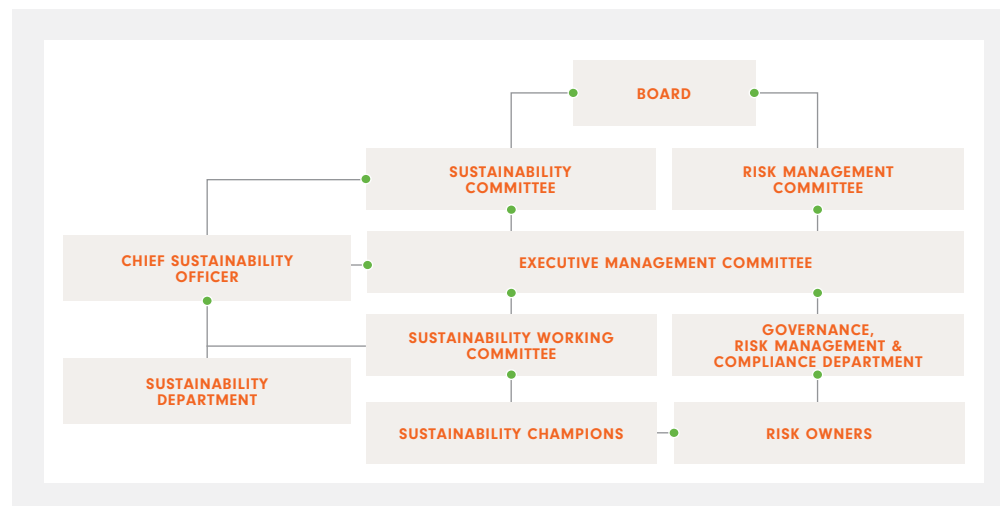 BOARD
SUSTAINABILITY
COMMITTEE
RISK MANAGEMENT
COMMITTEE
CHIEF SUSTAINABILITY
OFFICER
EXECUTIVE MANAGEMENT COMMITTEE
SUSTAINABILITY WORKING
COMMITTEE
GOVERNANCE,
RISK MANAGEMENT &
COMPLIANCE DEPARTMENT
SUSTAINABILITY
DEPARTMENT
SUSTAINABILITY CHAMPIONS
RISK OWNERS